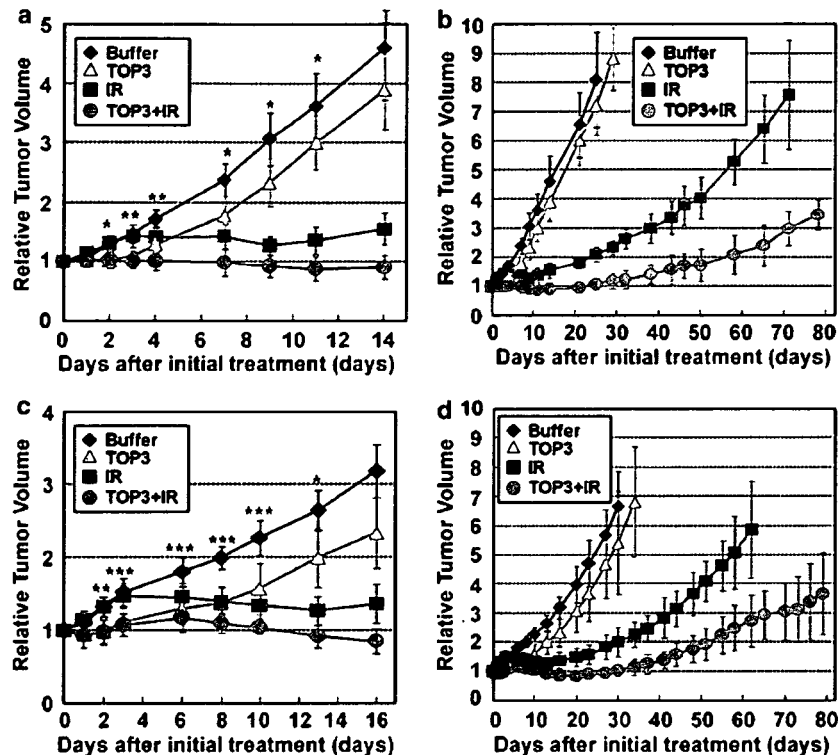 a
Relative Tumor Volume
5
4
3
2
1
0
Buffer
TOP3
IR
TOP3+IR
* ** ** * * *
0 2 4 6 8 10 12 14
Days after initial treatment (days)
b
Relative Tumor Volume
10
9
8
7
6
5
4
3
2
1
0
Buffer
TOP3
IR
TOP3+IR
0 10 20 30 40 50 60 70 80
Days after initial treatment (days)
c
Relative Tumor Volume
4
3
2
1
0
Buffer
TOP3
IR
TOP3+IR
** *** *** *** *** *
0 2 4 6 8 10 12 14 16
Days after initial treatment (days)
d
Relative Tumor Volume
10
9
8
7
6
5
4
3
2
1
0
Buffer
TOP3
IR
TOP3+IR
0 10 20 30 40 50 60 70 80
Days after initial treatment (days)